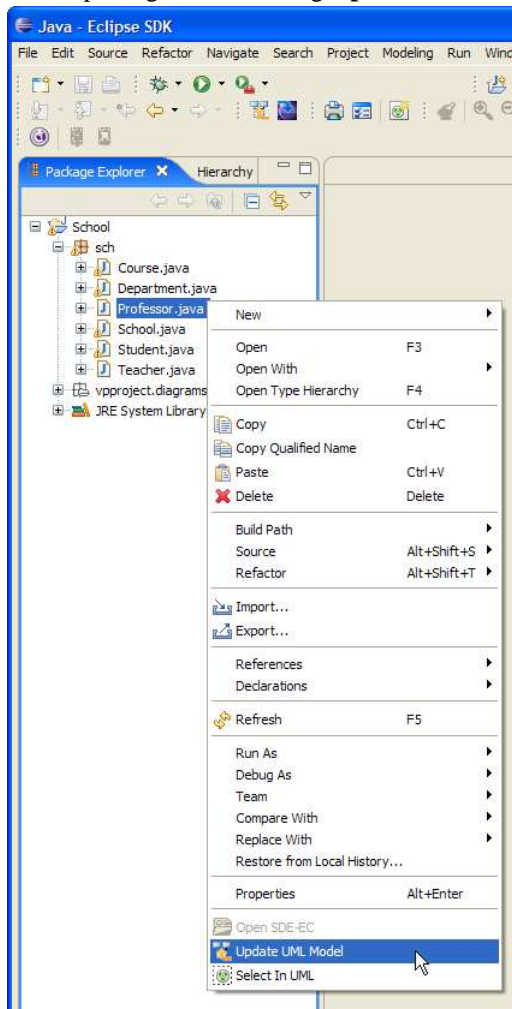 Java - Eclipse SDK
File Edit Source Refactor Navigate Search Project Modeling Run
Package Explorer Hierarchy
School
sch
Course.java
Department.java
Professor.java
School.java
Student.java
Teacher.java
vpproject.diagrams
JRE System Library
New
Open F3
Open With
Open Type Hierarchy F4
Copy Ctrl+C
Copy Qualified Name
Paste Ctrl+V
Delete Delete
Build Path
Source Alt+Shift+S
Refactor Alt+Shift+T
Import...
Export...
References
Declarations
Refresh F5
Run As
Debug As
Team
Compare With
Replace With
Restore from Local History...
Properties Alt+Enter
Open SDE-EC
Update UML Model
Select In UML